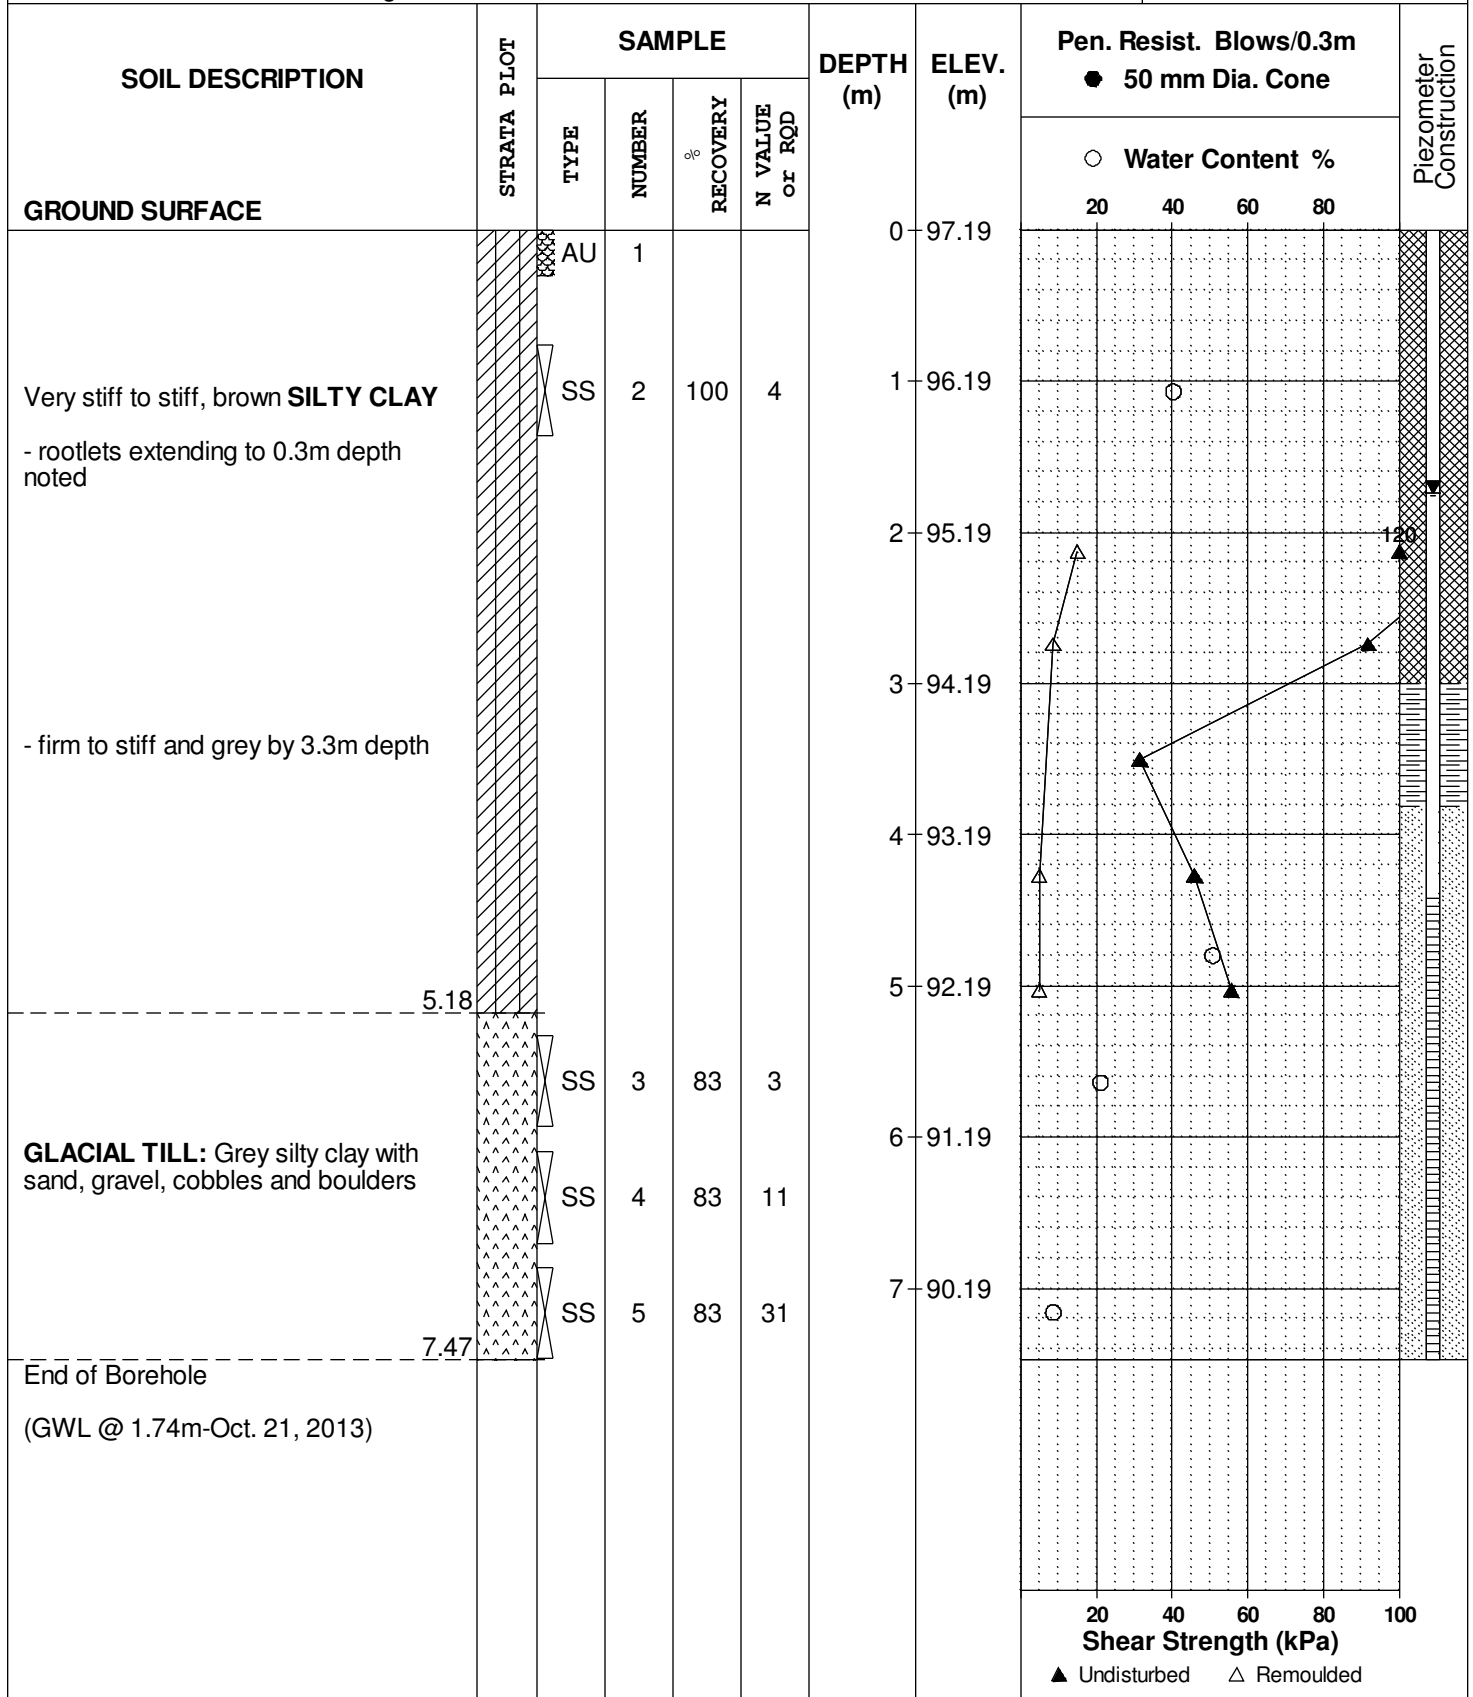 SOIL DESCRIPTION
GROUND SURFACE
STRATA PLOT
SAMPLE
TYPE
NUMBER
%
RECOVERY
N VALUE
or RQD
DEPTH
(m)
ELEV.
(m)
Pen. Resist. Blows/0.3m
● 50 mm Dia. Cone
○ Water Content %
20 40 60 80
Piezometer
Construction
0 97.19
AU 1
Very stiff to stiff, brown SILTY CLAY
SS 2 100 4
1 96.19
- rootlets extending to 0.3m depth
noted
2 95.19
120
3 94.19
- firm to stiff and grey by 3.3m depth
4 93.19
5 92.19
5.18
SS 3 83 3
6 91.19
GLACIAL TILL: Grey silty clay with
sand, gravel, cobbles and boulders
SS 4 83 11
7 90.19
SS 5 83 31
7.47
End of Borehole
(GWL @ 1.74m-Oct. 21, 2013)
20 40 60 80 100
Shear Strength (kPa)
▲ Undisturbed △ Remoulded